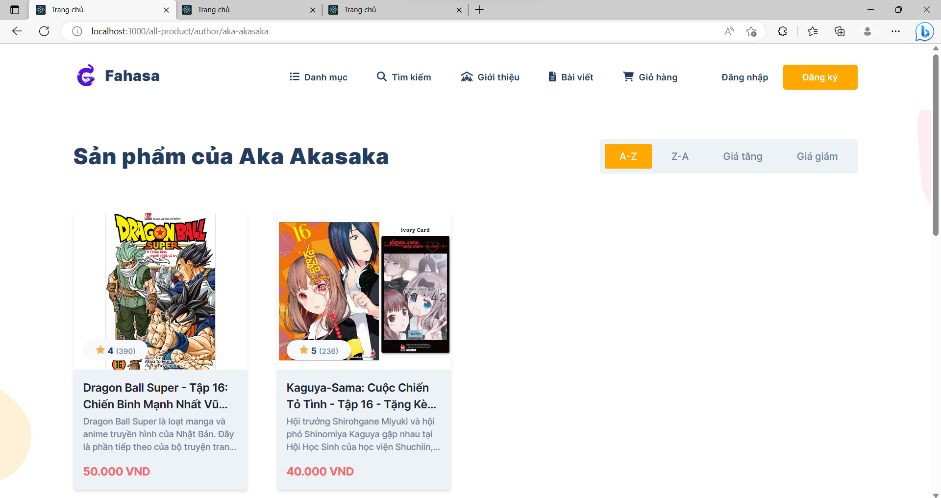 Trang chủ
Trang chủ
Trang chủ
localhost:3000/all-product/author/aka-akasaka
Fahasa
Danh mục
Tìm kiếm
Giới thiệu
Bài viết
Giỏ hàng
Đăng nhập
Đăng ký
Sản phẩm của Aka Akasaka
A-Z
Z-A
Giá tăng
Giá giảm
DRAGON BALL
SUPER
16
4 (390)
Dragon Ball Super - Tập 16:
Chiến Binh Mạnh Nhất Vũ...
Dragon Ball Super là loạt manga và
anime truyền hình của Nhật Bản. Đây
là phần tiếp theo của bộ truyện tran...
50.000 VND
16
Ivory Card
5 (236)
Kaguya-Sama: Cuộc Chiến
Tỏ Tình - Tập 16 - Tặng Kè...
Hội trưởng Shirohgane Miyuki và hội
phó Shinomiya Kaguya gặp nhau tại
Hội Học Sinh của học viện Shuchiin,...
40.000 VND